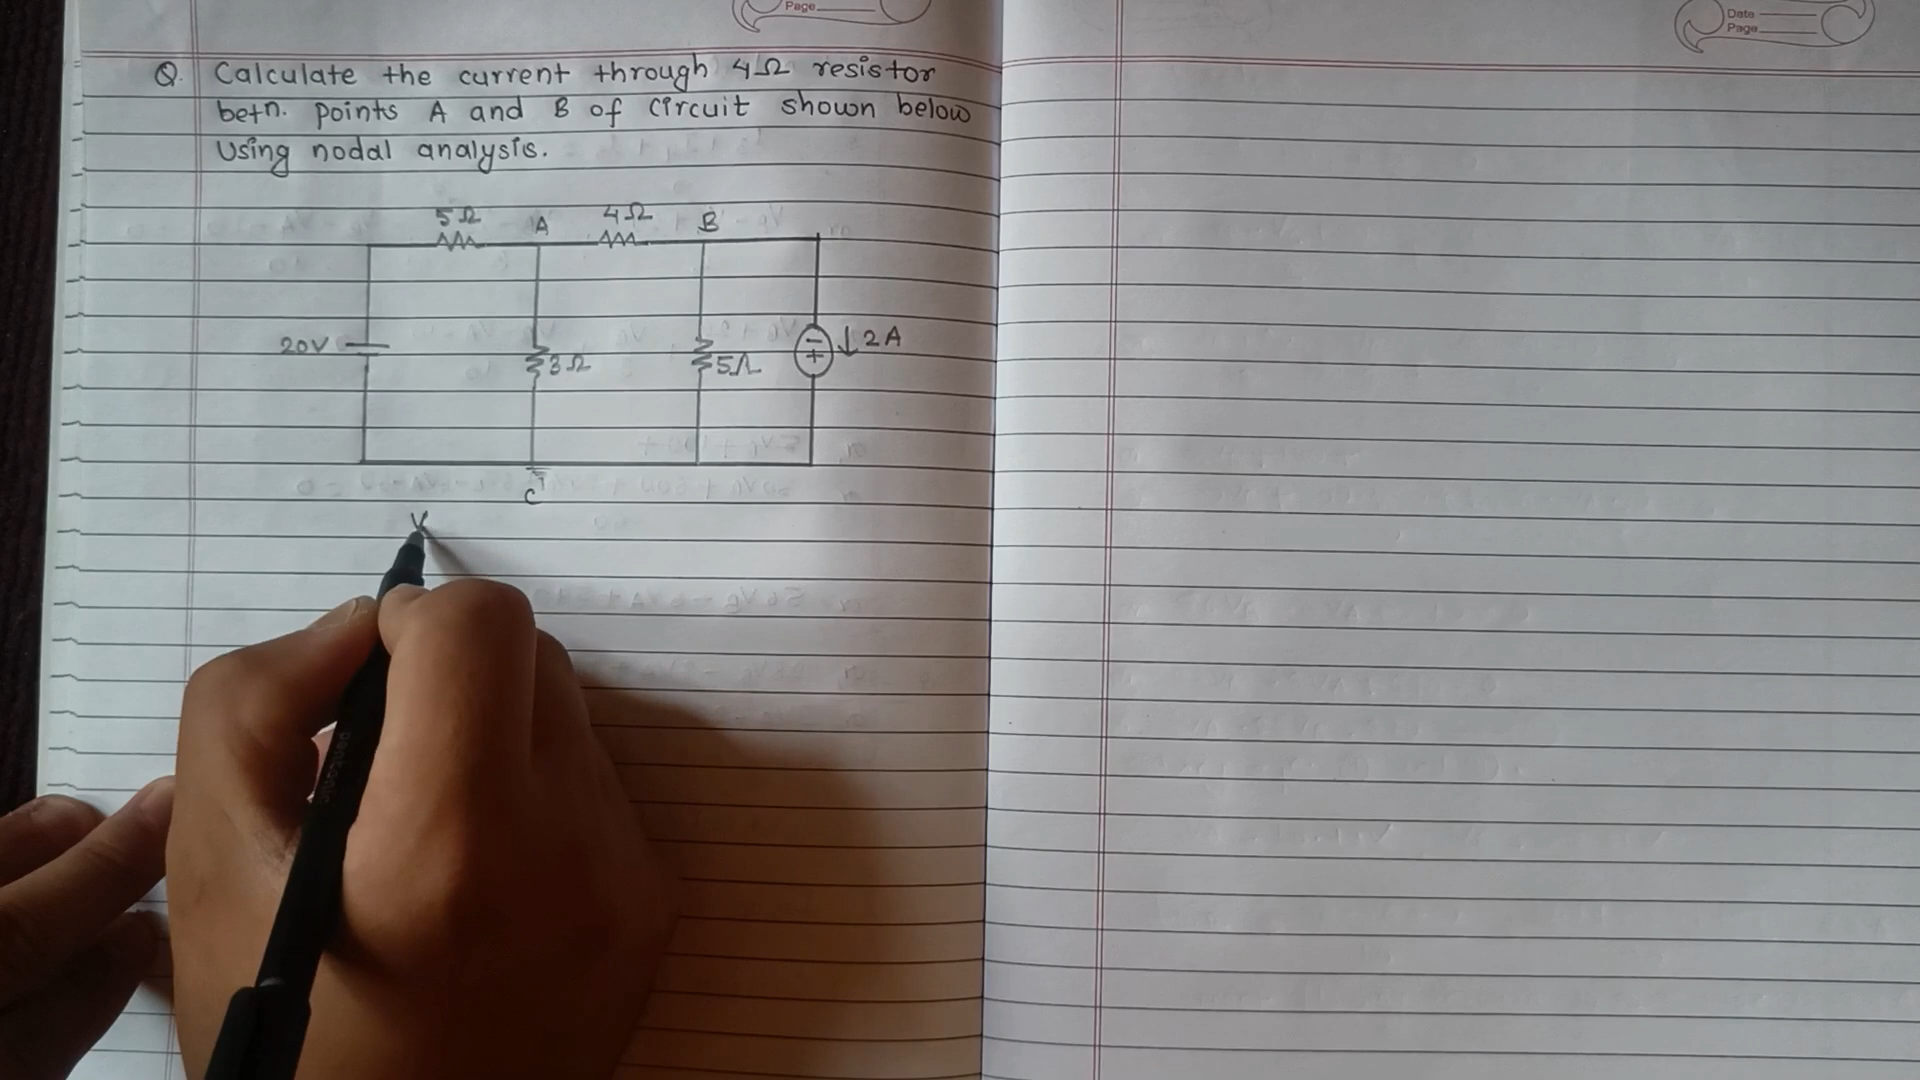 Page
Date
Page
Q. Calculate the current through 4Ω resistor
betn. points A and B of circuit shown below
Using nodal analysis.
5Ω A 4Ω B
20V 3Ω 5Ω - + ↓2A
C
V
pentonic